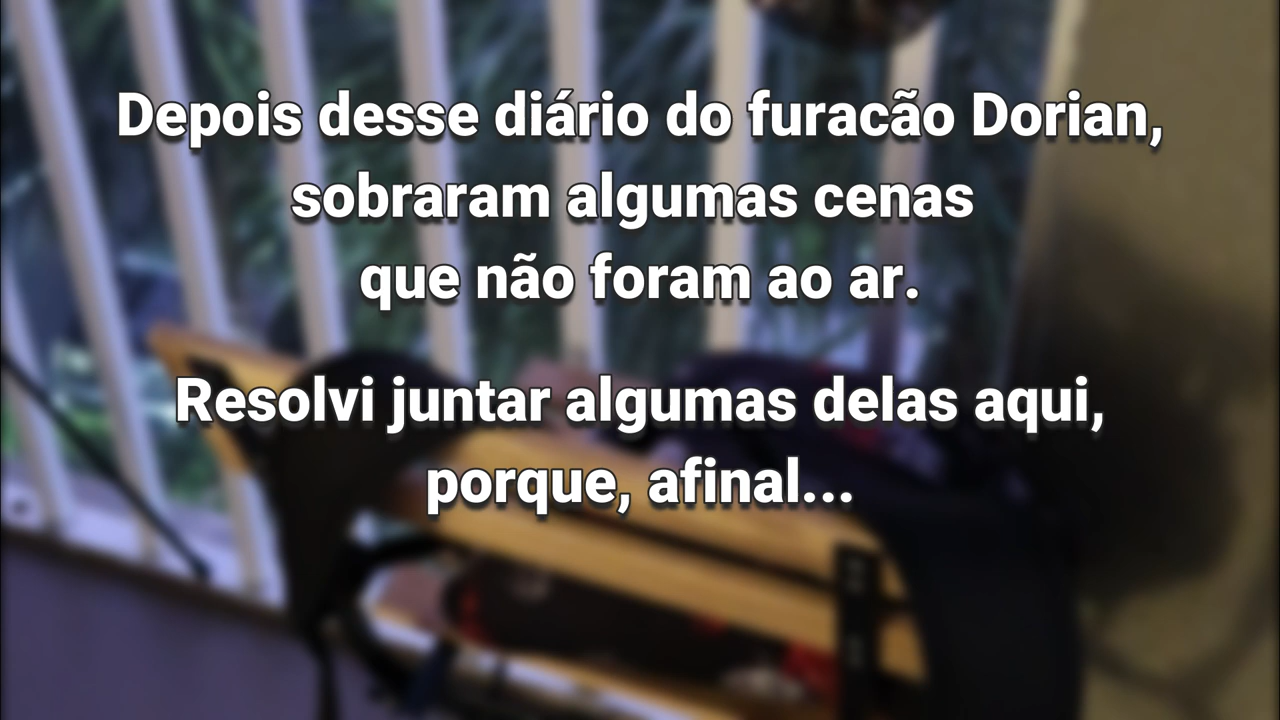 Depois desse diário do furacão Dorian,
sobraram algumas cenas
que não foram ao ar.
Resolvi juntar algumas delas aqui,
porque, afinal...